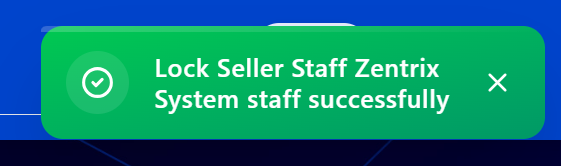 Lock Seller Staff Zentrix
System staff successfully